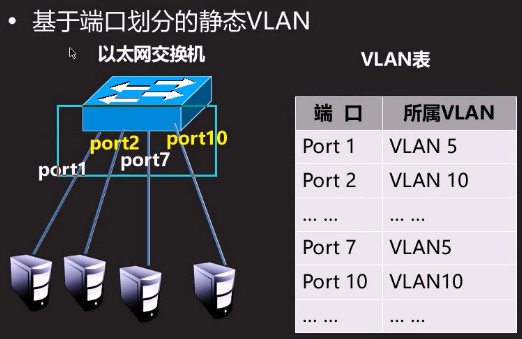 • 基于端口划分的静态VLAN
以太网交换机
VLAN表
port1
port2
port7
port10
端 口 所属VLAN
Port 1 VLAN 5
Port 2 VLAN 10
... ... ... ...
Port 7 VLAN5
Port 10 VLAN10
... ... ... ...